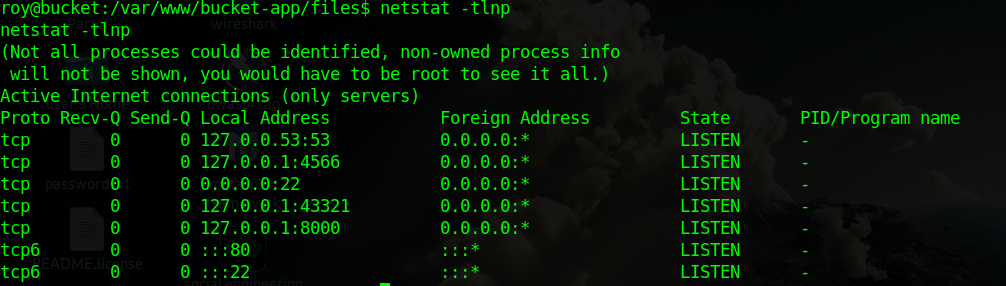 roy@bucket:/var/www/bucket-app/files$ netstat -tlnp
netstat -tlnp
(Not all processes could be identified, non-owned process info
 will not be shown, you would have to be root to see it all.)
Active Internet connections (only servers)
Proto Recv-Q Send-Q Local Address           Foreign Address         State       PID/Program name
tcp        0      0 127.0.0.53:53           0.0.0.0:*               LISTEN      -
tcp        0      0 127.0.0.1:4566          0.0.0.0:*               LISTEN      -
tcp        0      0 0.0.0.0:22              0.0.0.0:*               LISTEN      -
tcp        0      0 127.0.0.1:43321         0.0.0.0:*               LISTEN      -
tcp        0      0 127.0.0.1:8000          0.0.0.0:*               LISTEN      -
tcp6       0      0 :::80                   :::*                    LISTEN      -
tcp6       0      0 :::22                   :::*                    LISTEN      -
wireshark
README.license
social engineering